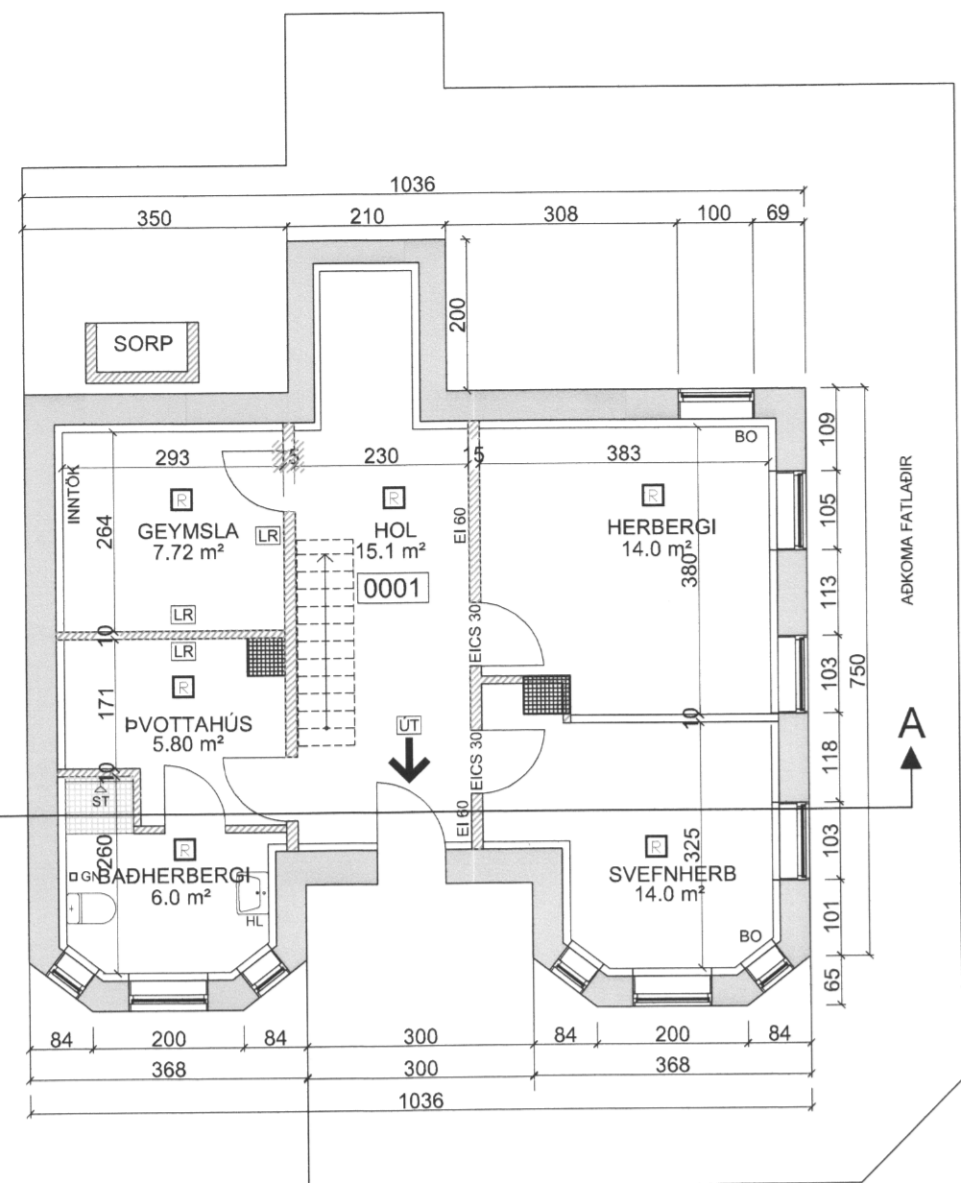 1036
350 210 308 100 69
200
SORP
BO
109
INNTÖK
293 5 230 15 383
R R R
GEYMSLA
7.72 m²
LR
HOL
15.1 m²
EI 60
HERBERGI
14.0 m²
264
380
105
AÐKOMA FATLAÐIR
0001
113
LR
10
EICS 30
LR
R
103
750
171
ÞVOTTAHÚS
5.80 m²
10
ÚT
118
A
EICS 30
10
ST
EI 60
103
R R
260
GN
BAÐHERBERGI
6.0 m²
HL
325
SVEFNHERB
14.0 m²
101
BO
65
84 200 84 300 84 200 84
368 300 368
1036